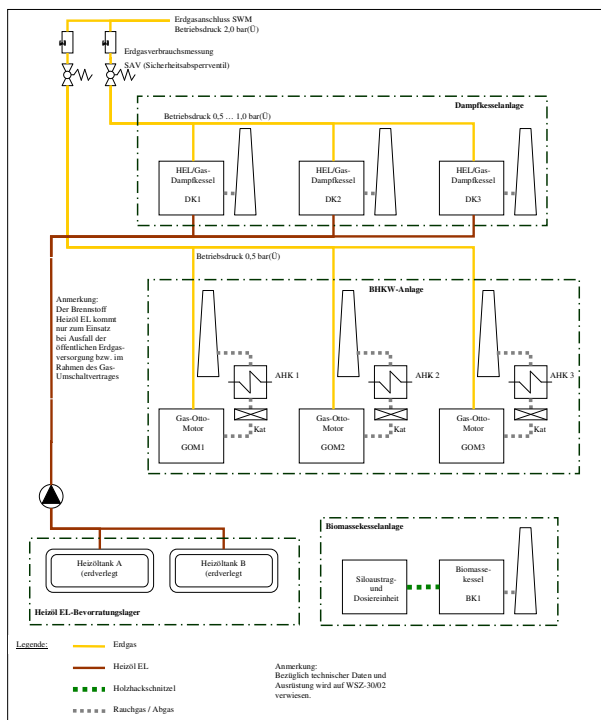 Erdgasanschluss SWM
Betriebsdruck 2,0 bar(Ü)
Erdgasverbrauchsmessung
SAV (Sicherheitsabsperrventil)
Dampfkesselanlage
Betriebsdruck 0,5 … 1,0 bar(Ü)
HEL/Gas-
Dampfkessel
DK1
HEL/Gas-
Dampfkessel
DK2
HEL/Gas-
Dampfkessel
DK3
Betriebsdruck 0,5 bar(Ü)
BHKW-Anlage
Anmerkung:
Der Brennstoff
Heizöl EL kommt
nur zum Einsatz
bei Ausfall der
öffentlichen Erdgas-
versorgung bzw. im
Rahmen des Gas-
Umschaltvertrages
AHK 1
AHK 2
AHK 3
Gas-Otto-
Motor
GOM1
Kat
Gas-Otto-
Motor
GOM2
Kat
Gas-Otto-
Motor
GOM3
Kat
Biomassekesselanlage
Heizöltank A
(erdverlegt
Heizöltank B
(erdverlegt
Siloaustrag-
und
Dosiereinheit
Biomasse-
kessel
BK1
Heizöl EL-Bevorratungslager
Legende:
Erdgas
Heizöl EL
Holzhackschnitzel
Rauchgas / Abgas
Anmerkung:
Bezüglich technischer Daten und
Ausrüstung wird auf WSZ-30/02
verwiesen.